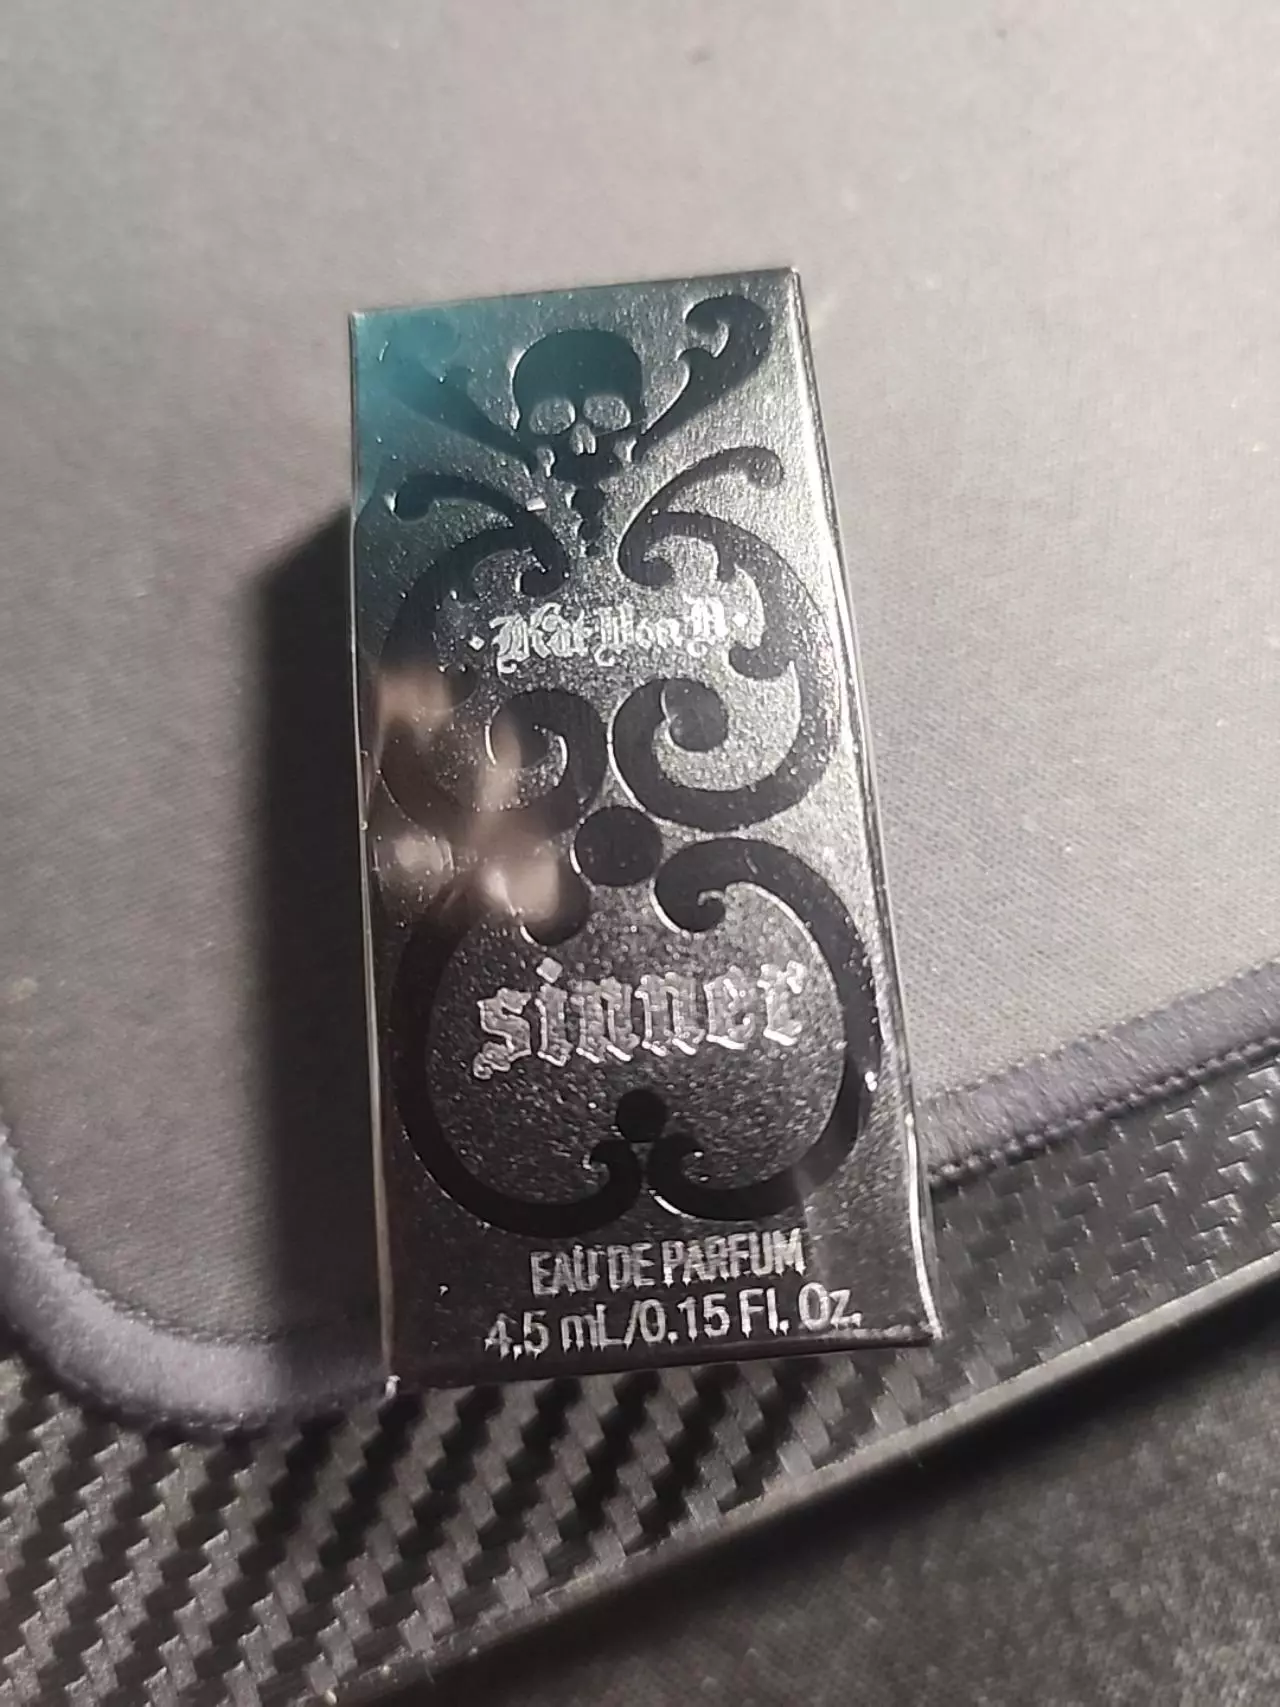 ·Kat Von D·
sinner
EAU DE PARFUM
4.5 mL/0.15 Fl. Oz.